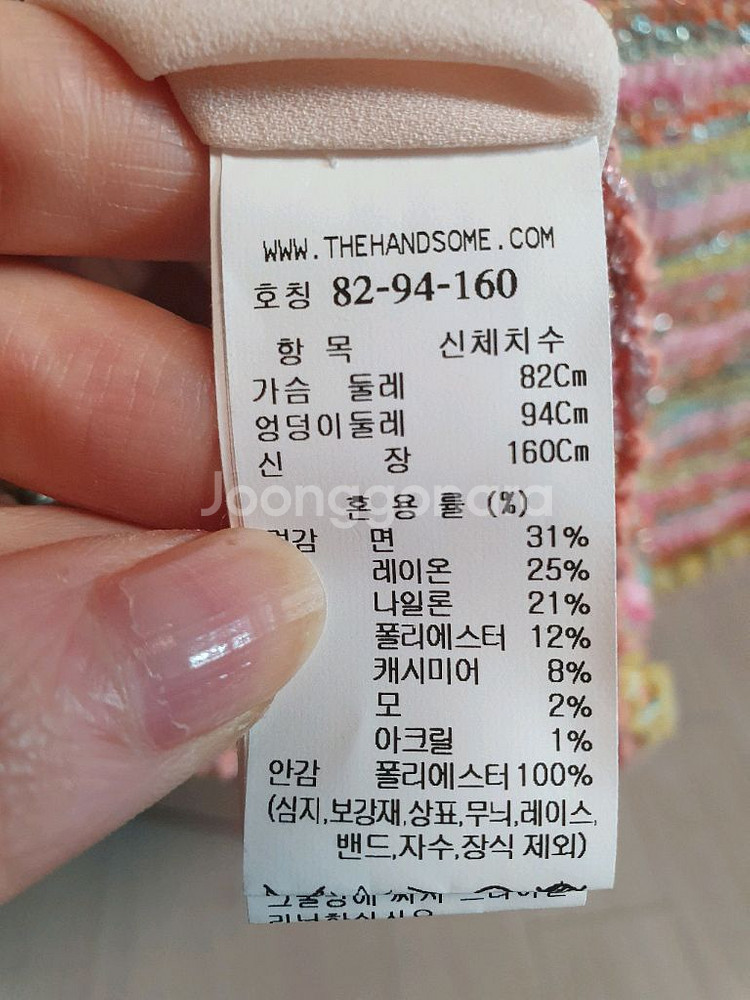 WWW.THEHANDSOME.COM
호칭 82-94-160
항 목 신체치수
가슴 둘레 82Cm
엉덩이둘레 94Cm
신 장 160Cm
Joonggonara
혼 용 률 (%)
겉감 면 31%
레이온 25%
나일론 21%
폴리에스터 12%
캐시미어 8%
모 2%
아크릴 1%
안감 폴리에스터 100%
(심지,보강재,상표,무늬,레이스,
밴드,자수,장식 제외)